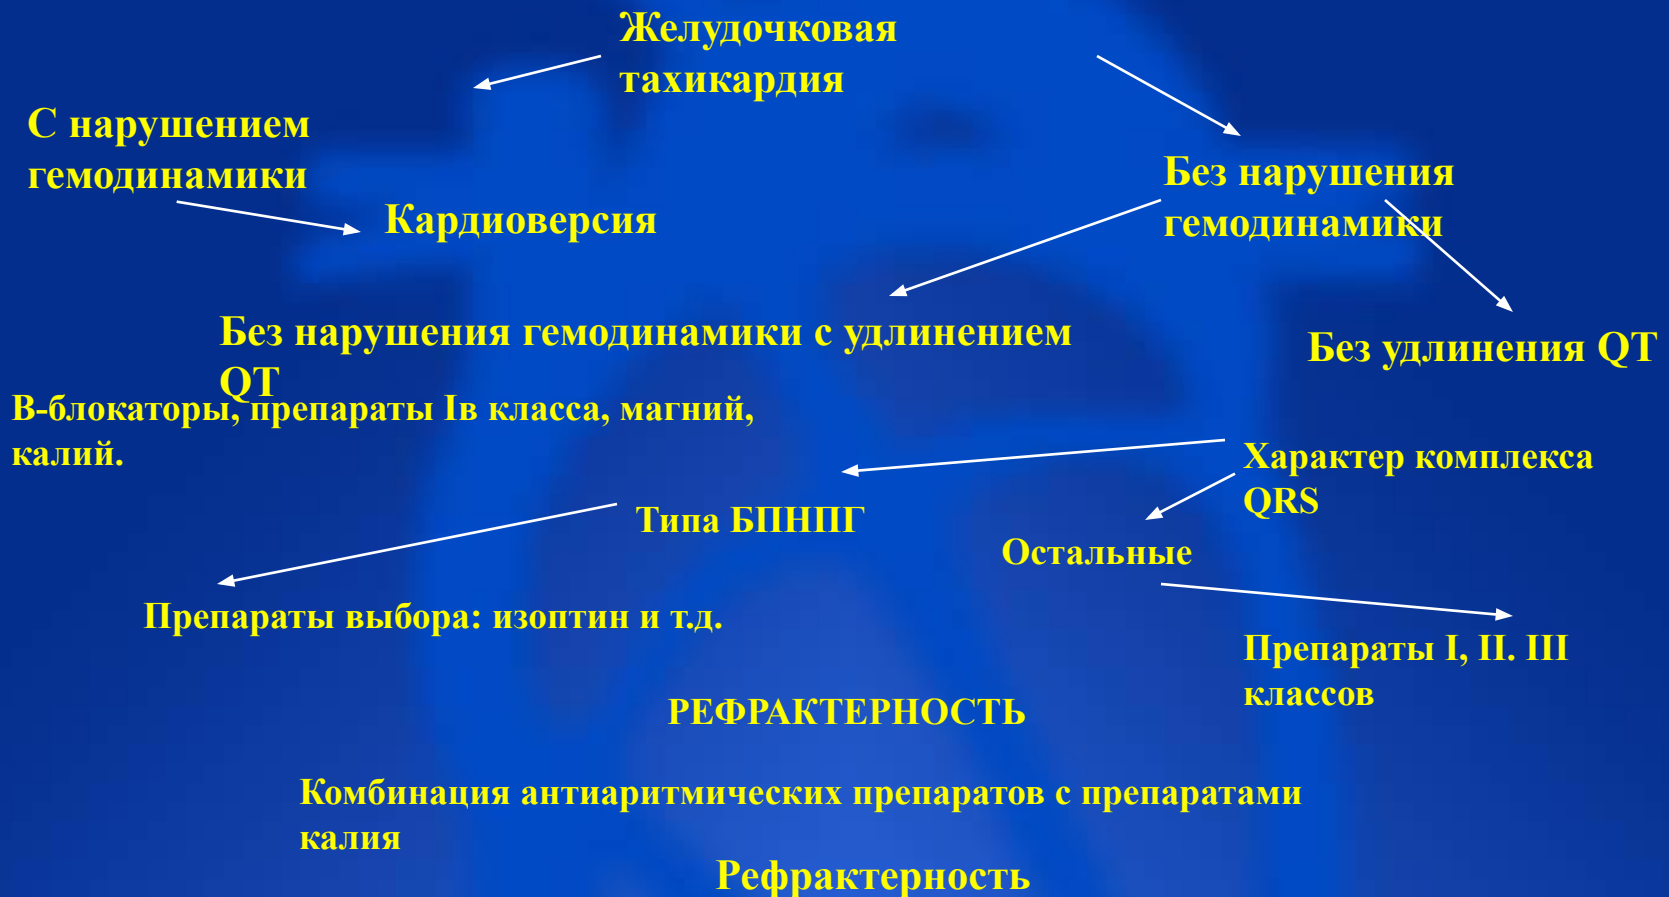 Желудочковая
тахикардия
С нарушением
гемодинамики
Кардиоверсия
Без нарушения
гемодинамики
Без нарушения гемодинамики с удлинением
QT
Без удлинения QT
В-блокаторы, препараты Iв класса, магний,
калий.
Характер комплекса
QRS
Типа БПНПГ
Остальные
Препараты выбора: изоптин и т.д.
Препараты I, II. III
классов
РЕФРАКТЕРНОСТЬ
Комбинация антиаритмических препаратов с препаратами
калия
Рефрактерность